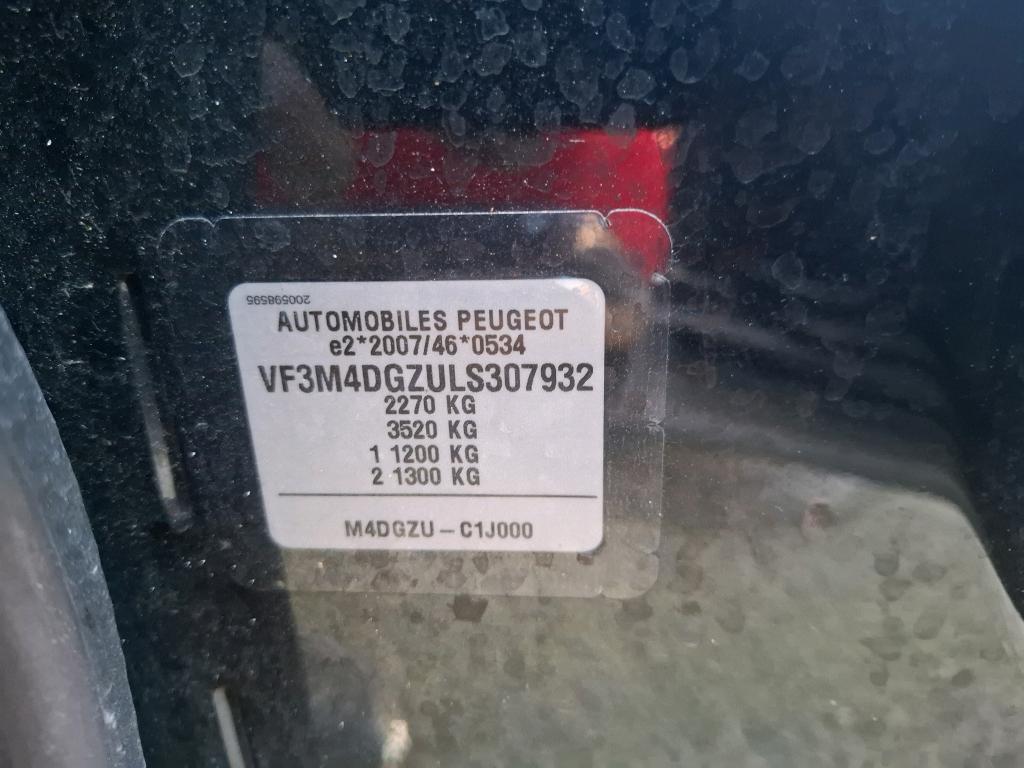 200598595
AUTOMOBILES PEUGEOT
e2*2007/46*0534
VF3M4DGZULS307932
2270 KG
3520 KG
1 1200 KG
2 1300 KG
M4DGZU – C1J000